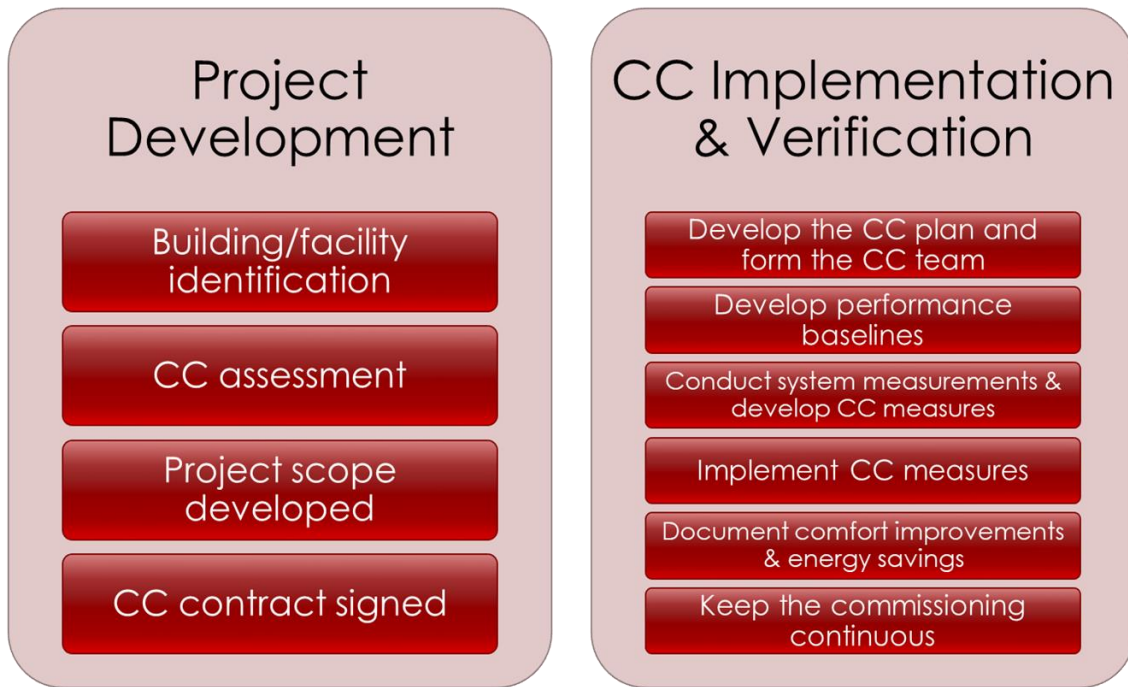 Project
Development
Building/facility
identification
CC assessment
Project scope
developed
CC contract signed
CC Implementation
& Verification
Develop the CC plan and
form the CC team
Develop performance
baselines
Conduct system measurements &
develop CC measures
Implement CC measures
Document comfort improvements
& energy savings
Keep the commissioning
continuous